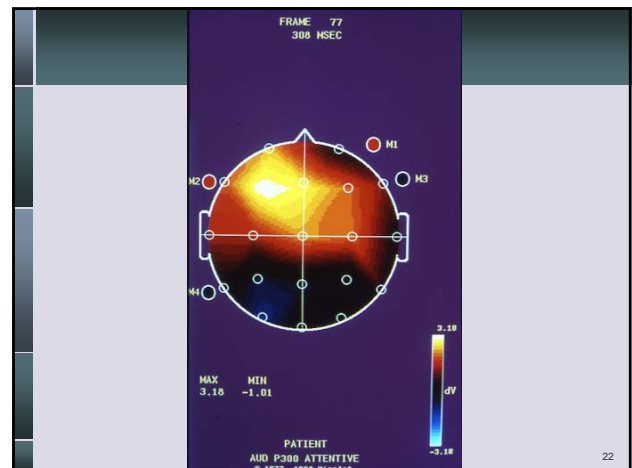 FRAME 77
308 MSEC
M1
M2
M3
M4
3.18
MAX MIN
3.18 -1.01
dV
-3.18
PATIENT
AUD P300 ATTENTIVE
22